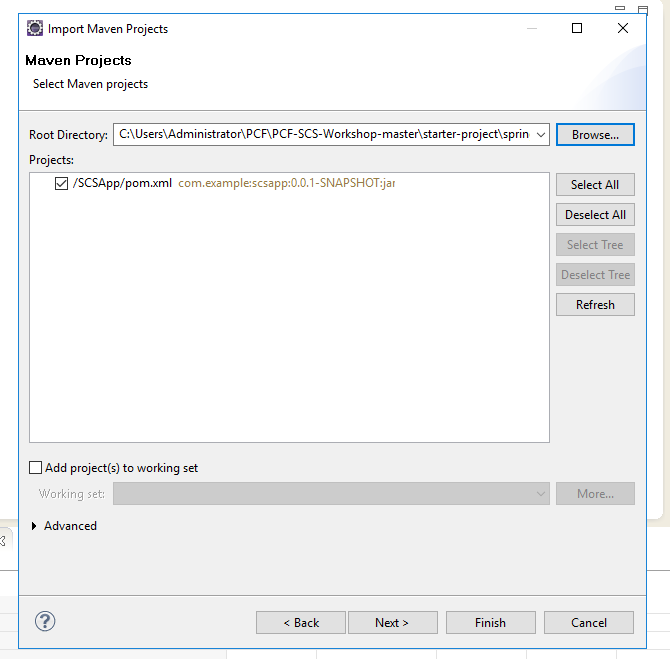 Import Maven Projects
Maven Projects
Select Maven projects
Root Directory: C:\Users\Administrator\PCF\PCF-SCS-Workshop-master\starter-project\sprin Browse...
Projects:
/SCSApp/pom.xml com.example:scsapp:0.0.1-SNAPSHOT:jar
Select All
Deselect All
Select Tree
Deselect Tree
Refresh
Add project(s) to working set
Working set: More...
Advanced
? < Back Next > Finish Cancel